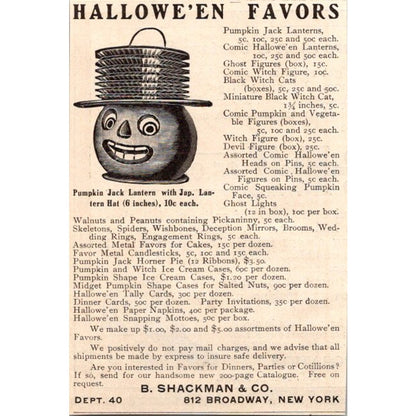 HALLOWE'EN FAVORS
Pumpkin Jack Lanterns,
5c. 10c, 25c and 50c each.
Comic Hallowe'en Lanterns,
10c, 25c and 50c each.
Ghost Figures (box), 15c.
Comic Witch Figure, 10c.
Black Witch Cats
(boxes), 5c, 25c and 50c.
Miniature Black Witch Cat,
1¾ inches, 5c.
Comic Pumpkin and Vegeta-
ble Figures (boxes),
5c, 10c and 25c each.
Witch Figure (box), 25c.
Devil Figure (box), 25c.
Assorted Comic Hallowe'en
Heads on Pins, 5c each.
Assorted Comic Hallowe'en
Figures on Pins, 5c each.
Comic Squeaking Pumpkin
Face, 5c.
Ghost Lights
(12 in box), 10c per box.
Pumpkin Jack Lantern with Jap. Lan-
tern Hat (6 inches), 10c each.
Walnuts and Peanuts containing Pickaninny, 5c each.
Skeletons, Spiders, Wishbones, Deception Mirrors, Brooms, Wed-
ding Rings, Engagement Rings, 5c each.
Assorted Metal Favors for Cakes, 15c per dozen.
Favor Metal Candlesticks, 5c, 10c and 15c each.
Pumpkin Jack Horner Pie (12 Ribbons), $3.50.
Pumpkin and Witch Ice Cream Cases, 60c per dozen.
Pumpkin Shape Ice Cream Cases, $1.20 per dozen.
Midget Pumpkin Shape Cases for Salted Nuts, 90c per dozen.
Hallowe'en Tally Cards, 30c per dozen.
Dinner Cards, 50c per dozen. Party Invitations, 35c per dozen.
Hallowe'en Paper Napkins, 40c per package.
Hallowe'en Snapping Mottoes, 50c per box.
We make up $1.00, $2.00 and $5.00 assortments of Hallowe'en
Favors.
We positively do not pay mail charges, and we advise that all
shipments be made by express to insure safe delivery.
Are you interested in Favors for Dinners, Parties or Cotillions?
If so, send for our handsome new 200-page Catalogue. Free on
request.
B. SHACKMAN & CO.
DEPT. 40 812 BROADWAY, NEW YORK